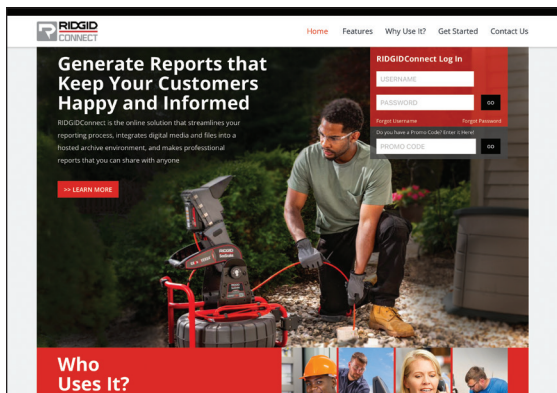 RIDGID
CONNECT
Home Features Why Use It? Get Started Contact Us
Generate Reports that
Keep Your Customers
Happy and Informed
RIDGIDConnect is the online solution that streamlines your
reporting process, integrates digital media and files into a
hosted archive environment, and makes professtional
reports that you can share with anyone
>> LEARN MORE
RIDGIDConnect Log In
USERNAME
PASSWORD
GO
Forgot Username Forgot Password
Do you have a Promo Code? Enter it Here!
PROMO CODE
GO
RIDGID
Who
Uses It?